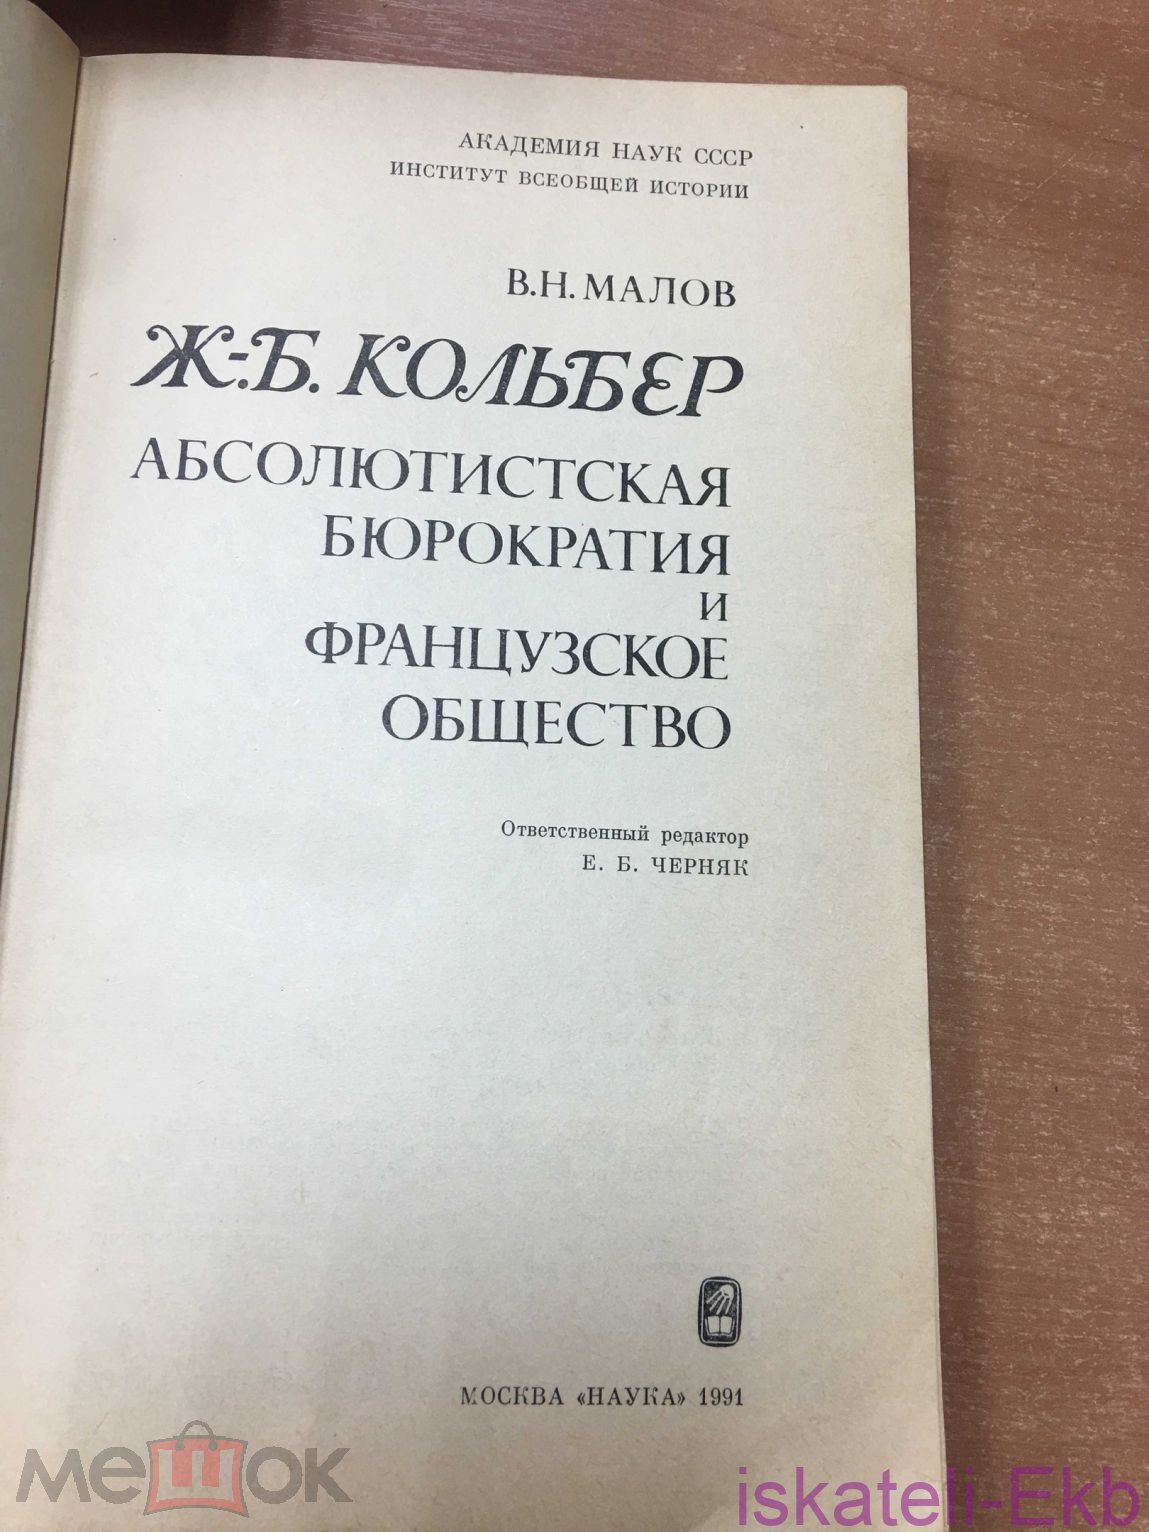 АКАДЕМИЯ НАУК СССР
ИНСТИТУТ ВСЕОБЩЕЙ ИСТОРИИ
В.Н. МАЛОВ
Ж.-Б. КОЛЬБЕР
АБСОЛЮТИСТСКАЯ
БЮРОКРАТИЯ
И
ФРАНЦУЗСКОЕ
ОБЩЕСТВО
Ответственный редактор
Е. Б. ЧЕРНЯК
МОСКВА «НАУКА» 1991
мешок
iskateli-Ekb